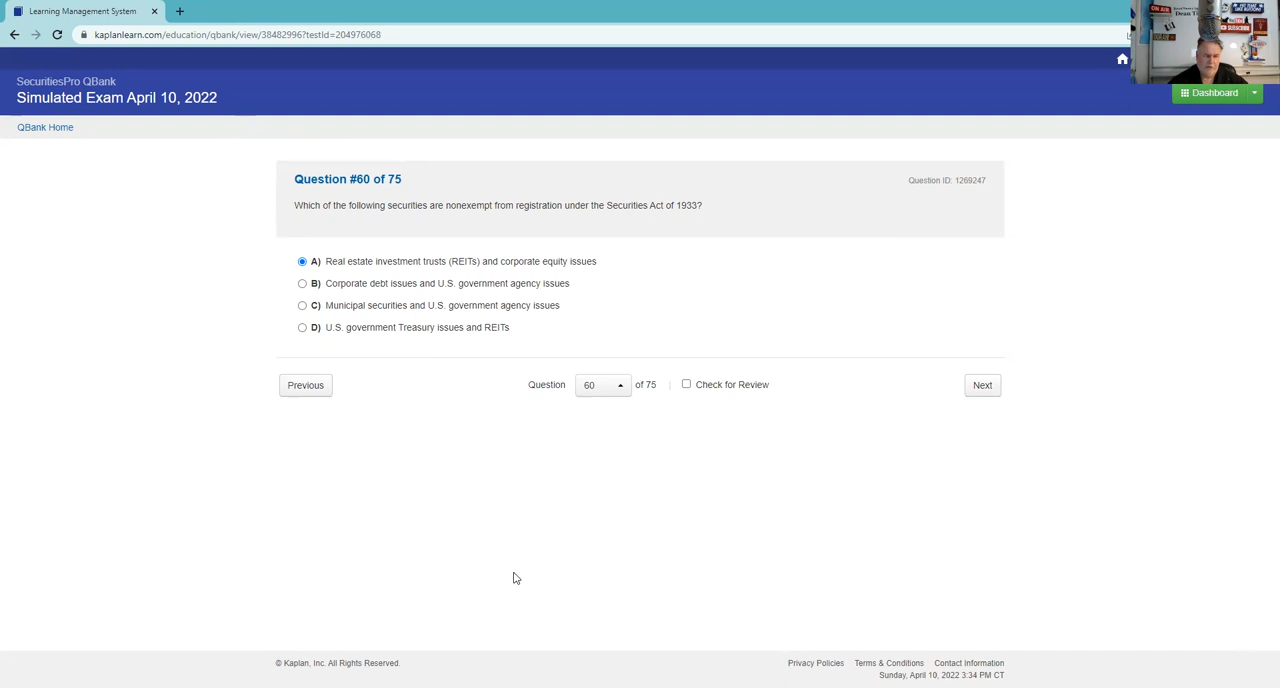 Learning Management System
kaplanlearn.com/education/qbank/view/38482996?testId=204976068
ON AIR
SUBSCRIBE
SecuritiesPro QBank
Simulated Exam April 10, 2022
Dashboard
QBank Home
Question #60 of 75
Question ID: 1269247
Which of the following securities are nonexempt from registration under the Securities Act of 1933?
A) Real estate investment trusts (REITs) and corporate equity issues
B) Corporate debt issues and U.S. government agency issues
C) Municipal securities and U.S. government agency issues
D) U.S. government Treasury issues and REITs
Previous
Question 60 of 75 | Check for Review
Next
© Kaplan, Inc. All Rights Reserved.
Privacy Policies Terms & Conditions Contact Information
Sunday, April 10, 2022 3:34 PM CT